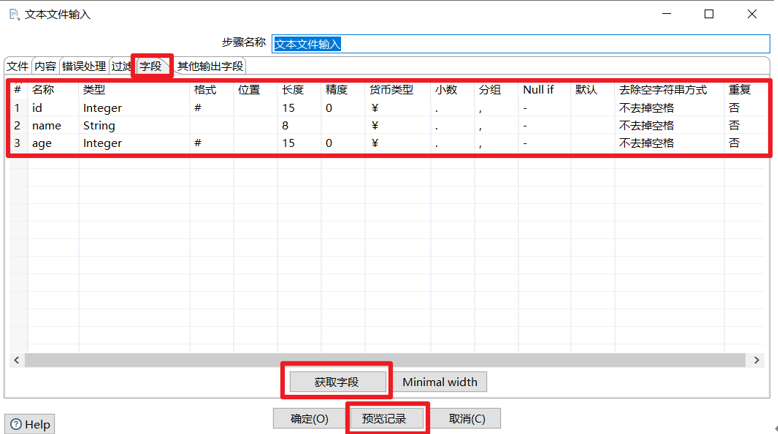 文本文件输入
步骤名称 文本文件输入
文件 内容 错误处理 过滤 字段 其他输出字段
# 名称 类型 格式 位置 长度 精度 货币类型 小数 分组 Null if 默认 去除空字符串方式 重复
1 id Integer # 15 0 ¥ . , - 不去掉空格 否
2 name String 8 ¥ . , - 不去掉空格 否
3 age Integer # 15 0 ¥ . , - 不去掉空格 否
获取字段 Minimal width
确定(O) 预览记录 取消(C)
Help